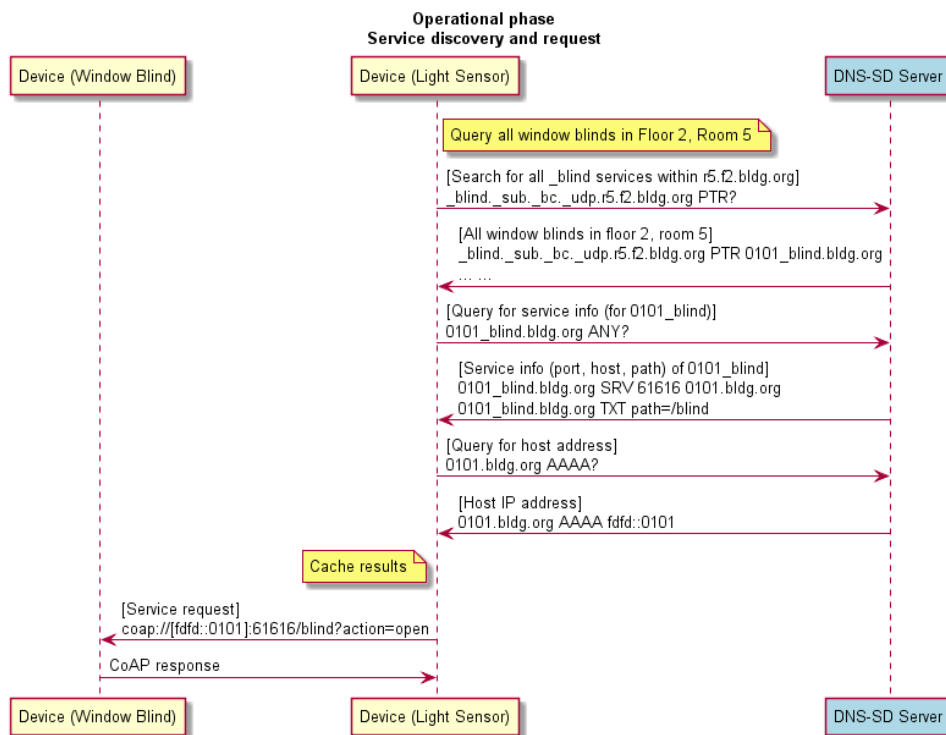 Operational phase
Service discovery and request
Device (Window Blind)
Device (Light Sensor)
DNS-SD Server
Query all window blinds in Floor 2, Room 5
[Search for all _blind services within r5.f2.bldg.org]
_blind._sub._bc._udp.r5.f2.bldg.org PTR?
[All window blinds in floor 2, room 5]
_blind._sub._bc._udp.r5.f2.bldg.org PTR 0101_blind.bldg.org
... ...
[Query for service info (for 0101_blind)]
0101_blind.bldg.org ANY?
[Service info (port, host, path) of 0101_blind]
0101_blind.bldg.org SRV 61616 0101.bldg.org
0101_blind.bldg.org TXT path=/blind
[Query for host address]
0101.bldg.org AAAA?
[Host IP address]
0101.bldg.org AAAA fdfd::0101
Cache results
[Service request]
coap://[fdfd::0101]:61616/blind?action=open
CoAP response
Device (Window Blind)
Device (Light Sensor)
DNS-SD Server